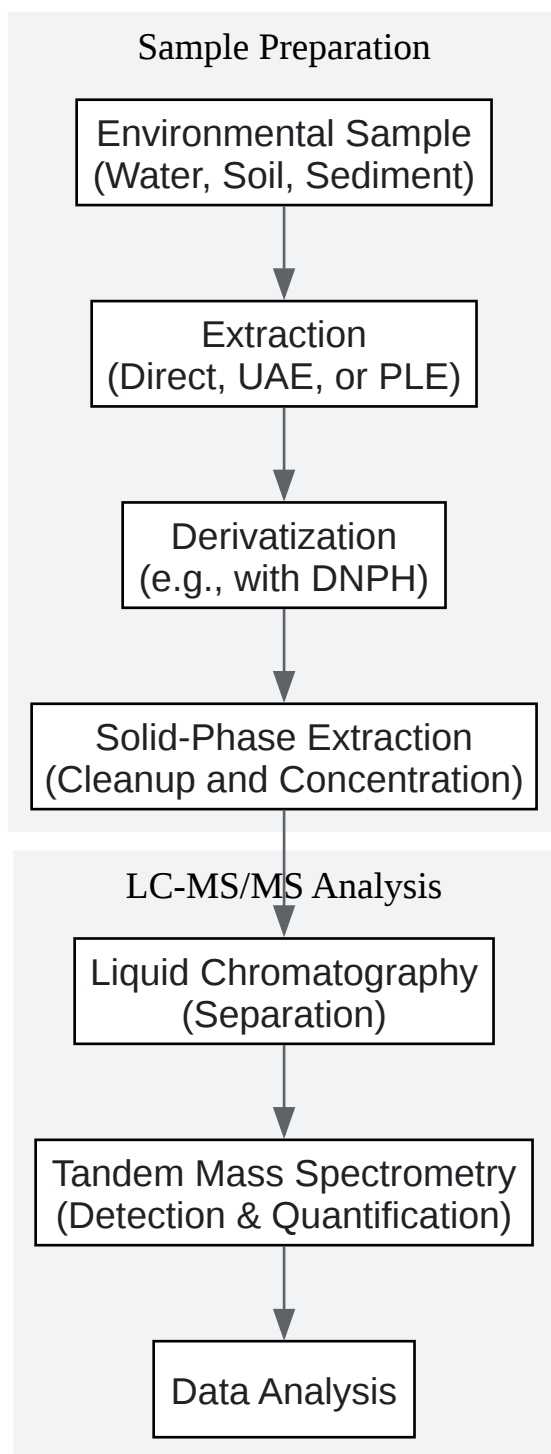 Sample Preparation
Environmental Sample
(Water, Soil, Sediment)
Extraction
(Direct, UAE, or PLE)
Derivatization
(e.g., with DNPH)
Solid-Phase Extraction
(Cleanup and Concentration)
LC-MS/MS Analysis
Liquid Chromatography
(Separation)
Tandem Mass Spectrometry
(Detection & Quantification)
Data Analysis